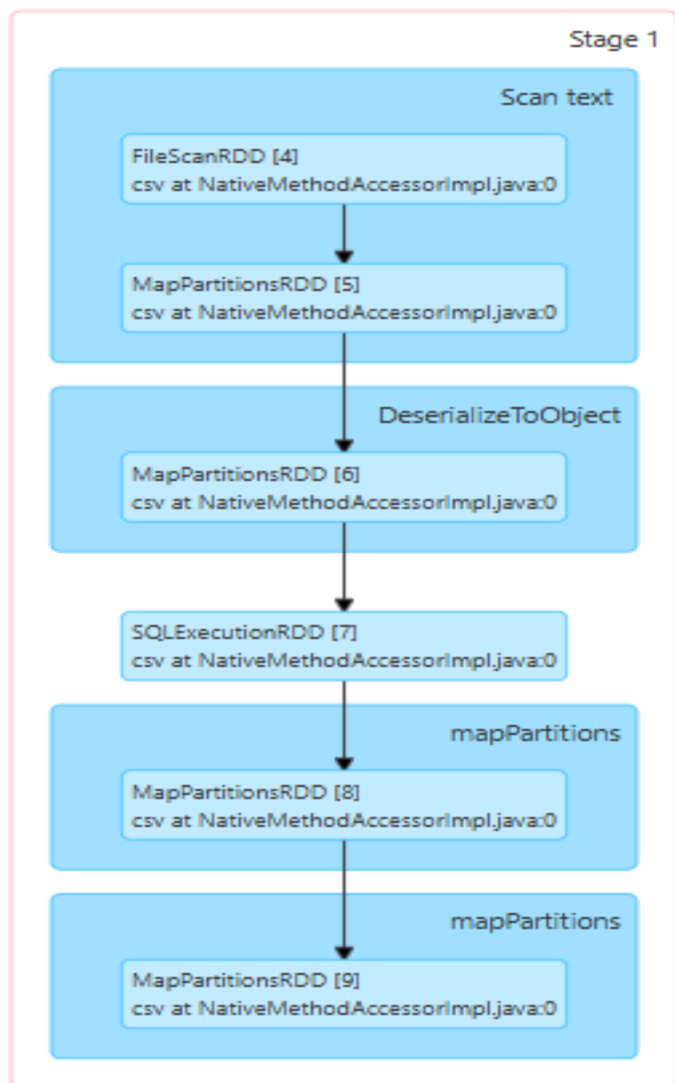 Stage 1
Scan text
FileScanRDD [4]
csv at NativeMethodAccessorImpl.java:0
MapPartitionsRDD [5]
csv at NativeMethodAccessorImpl.java:0
DeserializeToObject
MapPartitionsRDD [6]
csv at NativeMethodAccessorImpl.java:0
SQLExecutionRDD [7]
csv at NativeMethodAccessorImpl.java:0
mapPartitions
MapPartitionsRDD [8]
csv at NativeMethodAccessorImpl.java:0
mapPartitions
MapPartitionsRDD [9]
csv at NativeMethodAccessorImpl.java:0